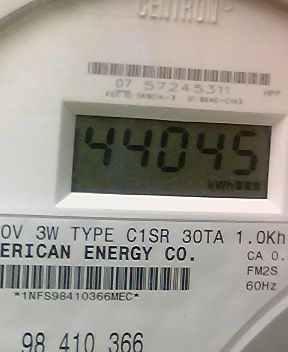 CENTRON
07 57245311
44045
kWh
0V 3W TYPE C1SR 30TA 1.0Kh
ERICAN ENERGY CO.
CA 0.
FM2S
*1NFS98410366MEC*
60Hz
98 410 366